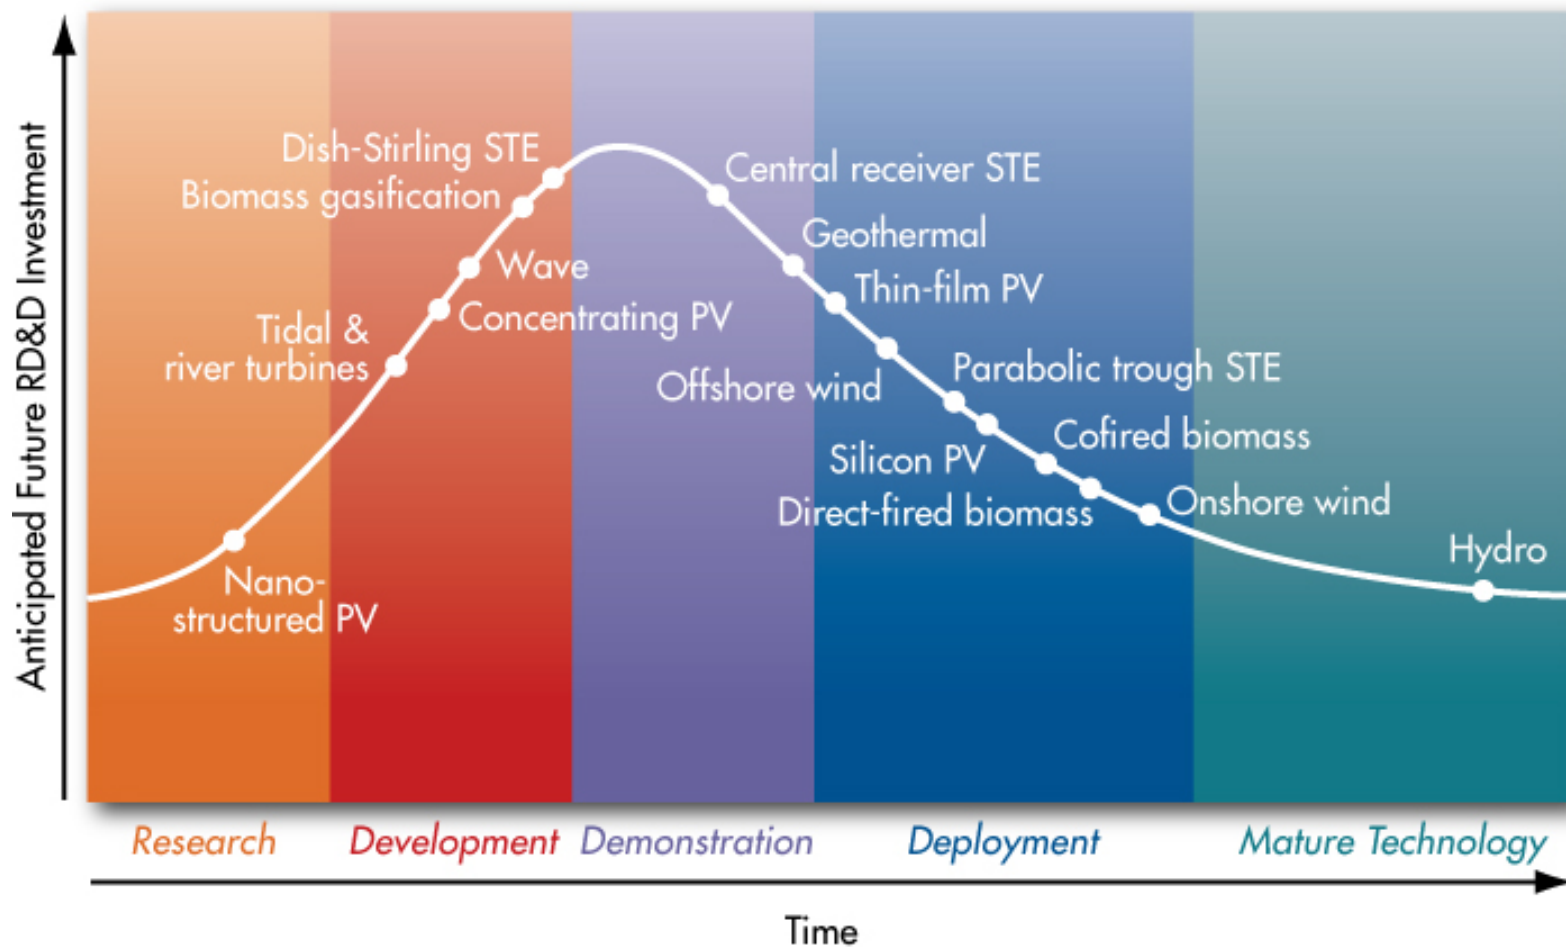 Anticipated Future RD&D Investment
Dish-Stirling STE
Biomass gasification
Wave
Concentrating PV
Tidal &
river turbines
Nano-
structured PV
Central receiver STE
Geothermal
Thin-film PV
Offshore wind
Parabolic trough STE
Silicon PV
Cofired biomass
Direct-fired biomass
Onshore wind
Hydro
Research
Development
Demonstration
Deployment
Mature Technology
Time